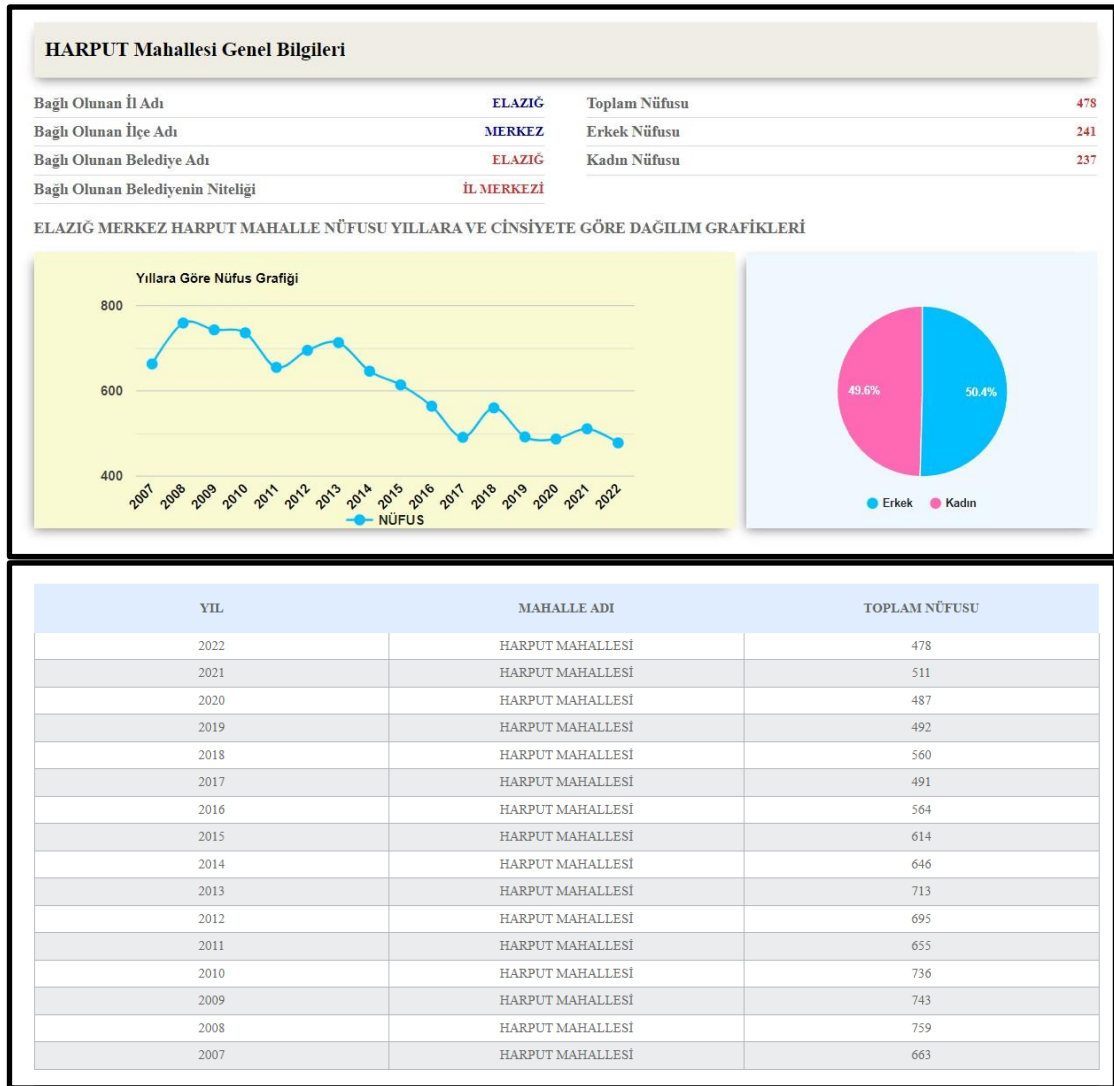 HARPUT Mahallesi Genel Bilgileri
Bağlı Olunan İl Adı ELAZIĞ
Bağlı Olunan İlçe Adı MERKEZ
Bağlı Olunan Belediye Adı ELAZIĞ
Bağlı Olunan Belediyenin Niteliği İL MERKEZİ
Toplam Nüfusu 478
Erkek Nüfusu 241
Kadın Nüfusu 237
ELAZIĞ MERKEZ HARPUT MAHALLE NÜFUSU YILLARA VE CİNSİYETE GÖRE DAĞILIM GRAFİKLERİ
Yıllara Göre Nüfus Grafiği
800
600
400
2007 2008 2009 2010 2011 2012 2013 2014 2015 2016 2017 2018 2019 2020 2021 2022
NÜFUS
49.6% 50.4%
Erkek Kadın
YIL MAHALLE ADI TOPLAM NÜFUSU
2022 HARPUT MAHALLESİ 478
2021 HARPUT MAHALLESİ 511
2020 HARPUT MAHALLESİ 487
2019 HARPUT MAHALLESİ 492
2018 HARPUT MAHALLESİ 560
2017 HARPUT MAHALLESİ 491
2016 HARPUT MAHALLESİ 564
2015 HARPUT MAHALLESİ 614
2014 HARPUT MAHALLESİ 646
2013 HARPUT MAHALLESİ 713
2012 HARPUT MAHALLESİ 695
2011 HARPUT MAHALLESİ 655
2010 HARPUT MAHALLESİ 736
2009 HARPUT MAHALLESİ 743
2008 HARPUT MAHALLESİ 759
2007 HARPUT MAHALLESİ 663